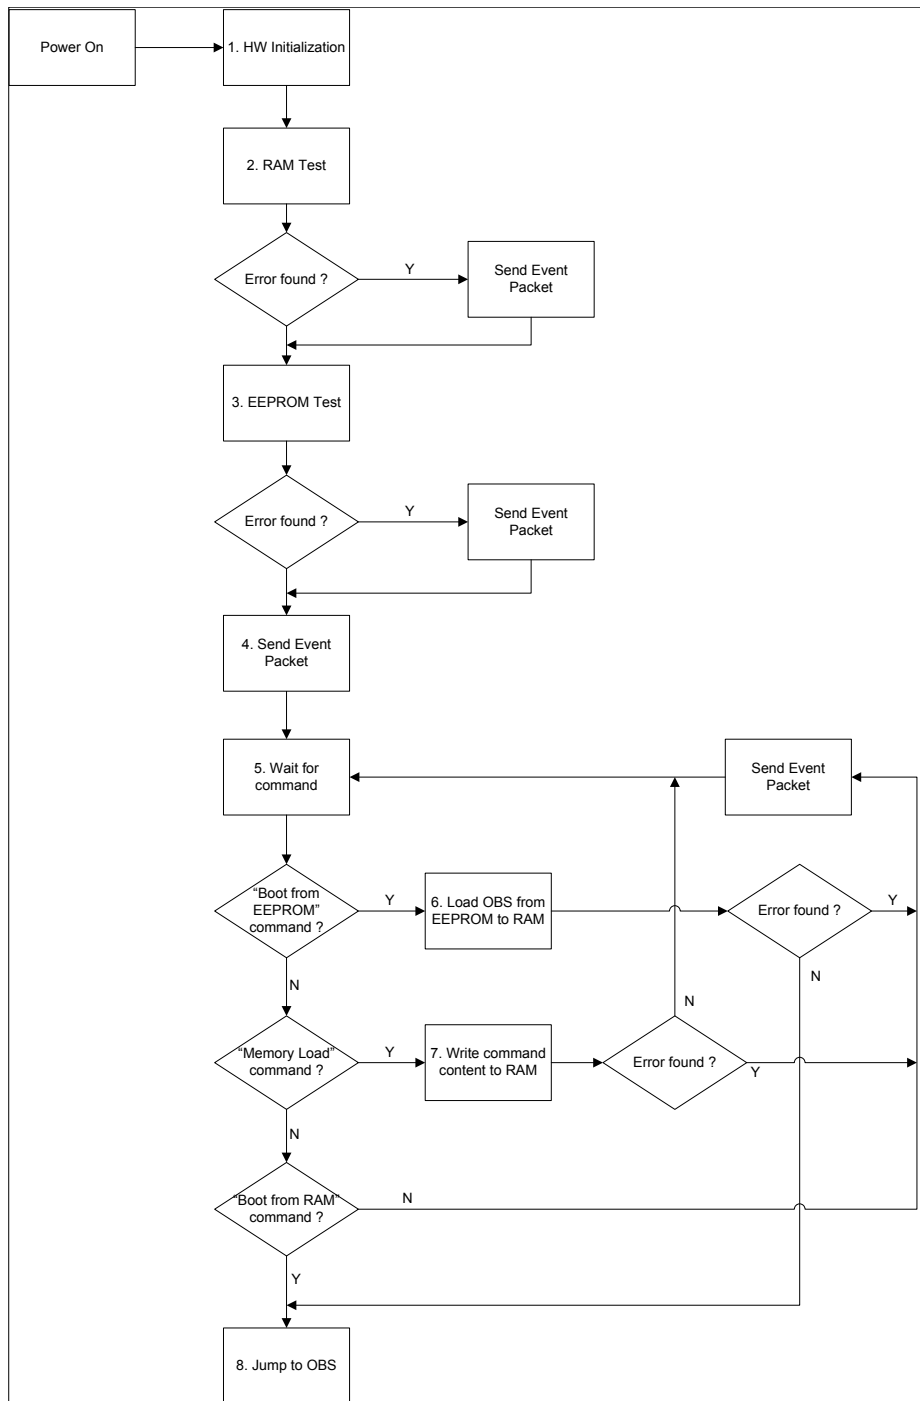 Power On
1. HW Initialization
2. RAM Test
Error found ?
Y
Send Event
Packet
3. EEPROM Test
Error found ?
Y
Send Event
Packet
4. Send Event
Packet
5. Wait for
command
Send Event
Packet
“Boot from
EEPROM”
command ?
Y
6. Load OBS from
EEPROM to RAM
Error found ?
Y
N
N
N
“Memory Load”
command ?
Y
7. Write command
content to RAM
Error found ?
Y
N
“Boot from RAM”
command ?
N
Y
8. Jump to OBS